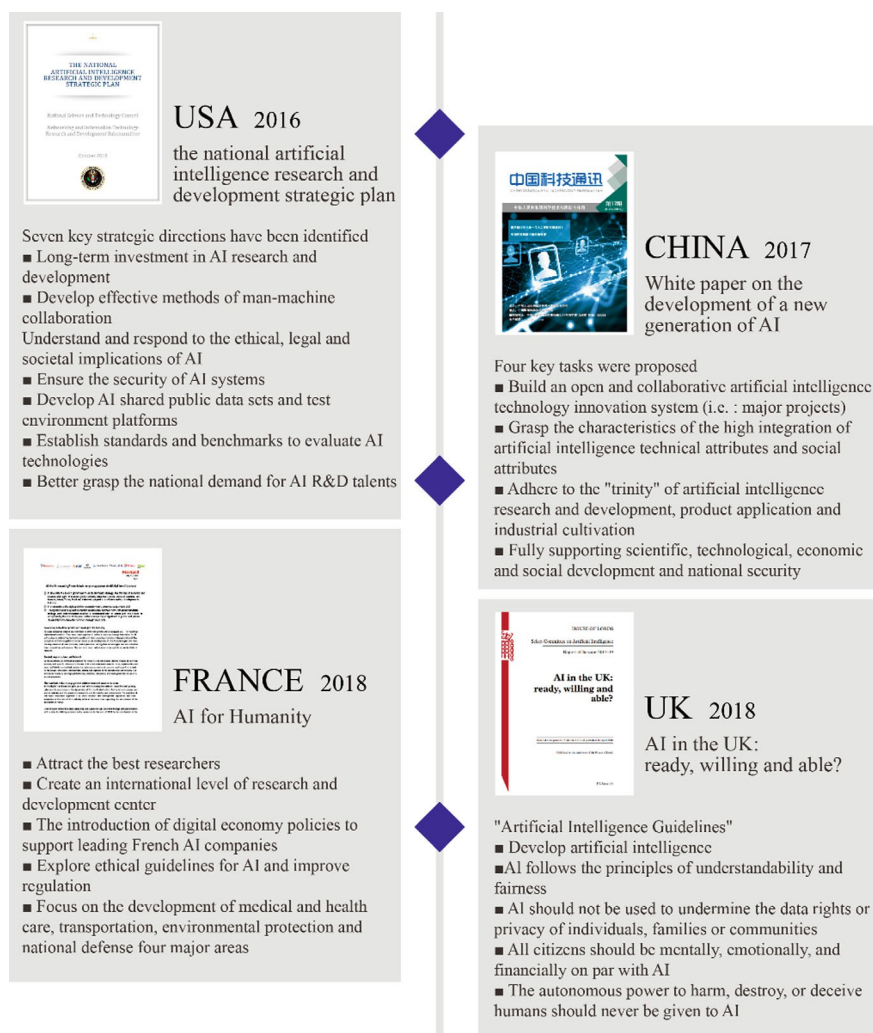 THE NATIONAL
ARTIFICIAL INTELLIGENCE
RESEARCH AND DEVELOPMENT
STRATEGIC PLAN
National Science and Technology Council
Networking and Information Technology
Research and Development Subcommittee
USA 2016
the national artificial
intelligence research and
development strategic plan
Seven key strategic directions have been identified
■ Long-term investment in AI research and
development
■ Develop effective methods of man-machine
collaboration
Understand and respond to the ethical, legal and
societal implications of AI
■ Ensure the security of AI systems
■ Develop AI shared public data sets and test
environment platforms
■ Establish standards and benchmarks to evaluate AI
technologies
■ Better grasp the national demand for AI R&D talents
中国科技通讯
CHINA 2017
White paper on the
development of a new
generation of AI
Four key tasks were proposed
■ Build an open and collaborative artificial intelligence
technology innovation system (i.e. : major projects)
■ Grasp the characteristics of the high integration of
artificial intelligence technical attributes and social
attributes
■ Adhere to the "trinity" of artificial intelligence
research and development, product application and
industrial cultivation
■ Fully supporting scientific, technological, economic
and social development and national security
FRANCE 2018
AI for Humanity
■ Attract the best researchers
■ Create an international level of research and
development center
■ The introduction of digital economy policies to
support leading French AI companies
■ Explore ethical guidelines for AI and improve
regulation
■ Focus on the development of medical and health
care, transportation, environmental protection and
national defense four major areas
HOUSE OF LORDS
Select Committee on Artificial Intelligence
AI in the UK:
ready, willing and
able?
UK 2018
AI in the UK:
ready, willing and able?
"Artificial Intelligence Guidelines"
■ Develop artificial intelligence
■AI follows the principles of understandability and
fairness
■ AI should not be used to undermine the data rights or
privacy of individuals, families or communities
■ All citizens should be mentally, emotionally, and
financially on par with AI
■ The autonomous power to harm, destroy, or deceive
humans should never be given to AI